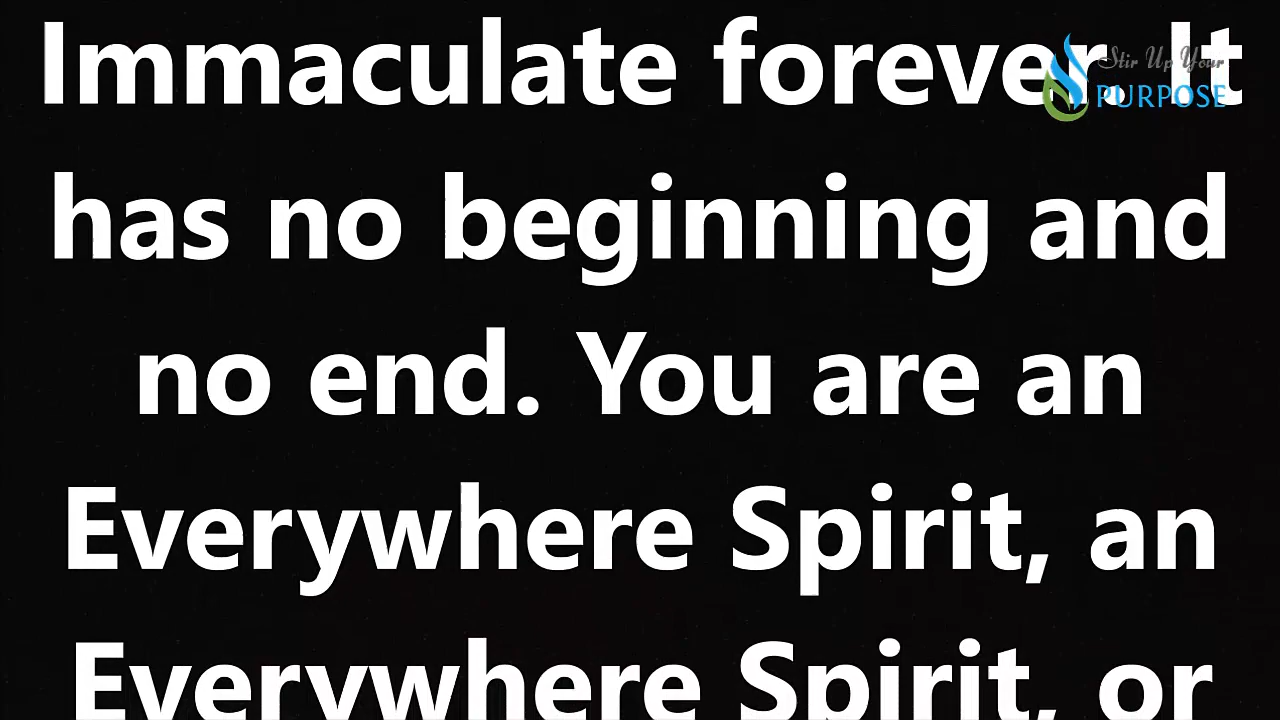 Immaculate forever. It
Stir Up Your
PURPOSE
has no beginning and
no end. You are an
Everywhere Spirit, an
Everywhere Spirit, or